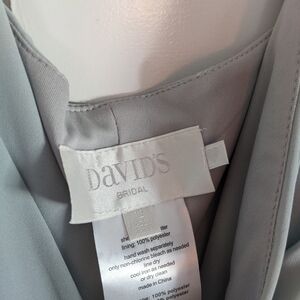 DAVID'S
BRIDAL
lining: 100% polyester
hand wash separately
only non-chlorine bleach as needed
line dry
cool iron as needed
or dry clean
made in China
100% polyester